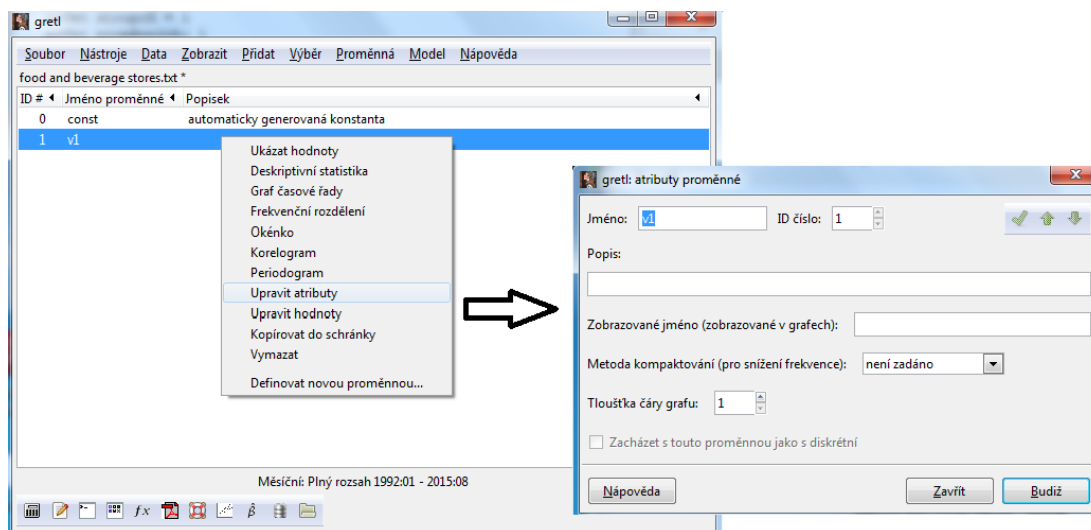 gretl
Soubor Nástroje Data Zobrazit Přidat Výběr Proměnná Model Nápověda
food and beverage stores.txt *
ID # Jméno proměnné Popisek
0 const automaticky generovaná konstanta
1 v1
Ukázat hodnoty
Deskriptivní statistika
Graf časové řady
Frekvenční rozdělení
Okénko
Korelogram
Periodogram
Upravit atributy
Upravit hodnoty
Kopírovat do schránky
Vymazat
Definovat novou proměnnou...
Měsíční: Plný rozsah 1992:01 - 2015:08
fx β̂
gretl: atributy proměnné
Jméno: v1 ID číslo: 1
Popis:
Zobrazované jméno (zobrazované v grafech):
Metoda kompaktování (pro snížení frekvence): není zadáno
Tloušťka čáry grafu: 1
Zacházet s touto proměnnou jako s diskrétní
Nápověda Zavřít Budiž